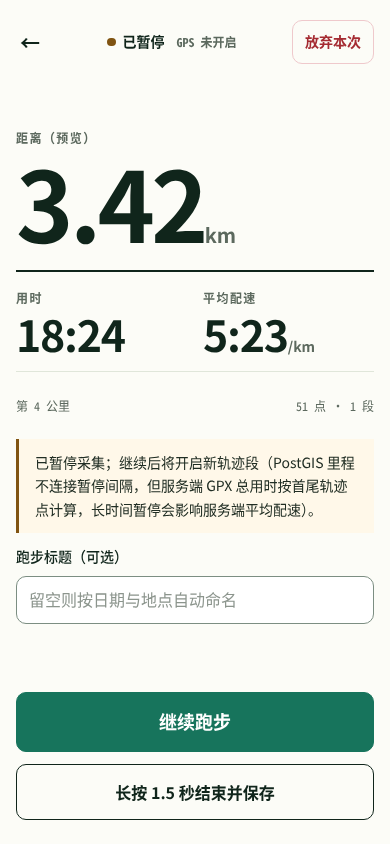 ← 已暂停 GPS 未开启 放弃本次
距离（预览）
3.42km
用时 平均配速
18:24 5:23/km
第 4 公里 51 点 · 1 段
已暂停采集；继续后将开启新轨迹段（PostGIS 里程
不连接暂停间隔，但服务端 GPX 总用时按首尾轨迹
点计算，长时间暂停会影响服务端平均配速）。
跑步标题（可选）
留空则按日期与地点自动命名
继续跑步
长按 1.5 秒结束并保存